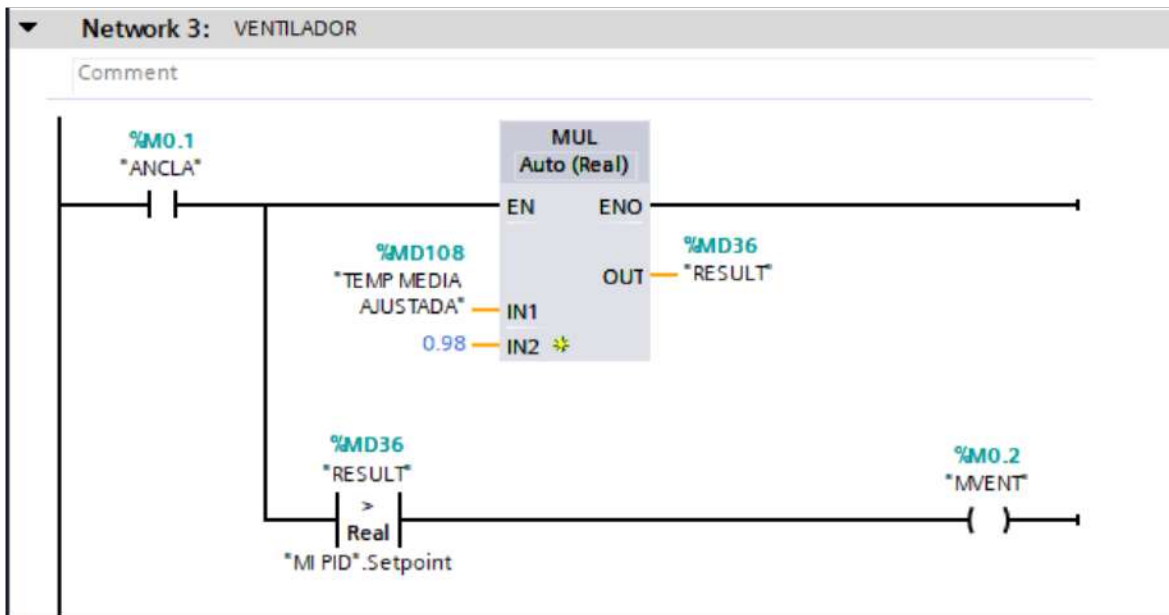 Network 3: VENTILADOR
Comment
%M0.1
"ANCLA"
MUL
Auto (Real)
EN ENO
%MD108
"TEMP MEDIA
AJUSTADA"
IN1
0.98
IN2
OUT
%MD36
"RESULT"
%MD36
"RESULT"
>
Real
"MI PID".Setpoint
%M0.2
"MVENT"
( )